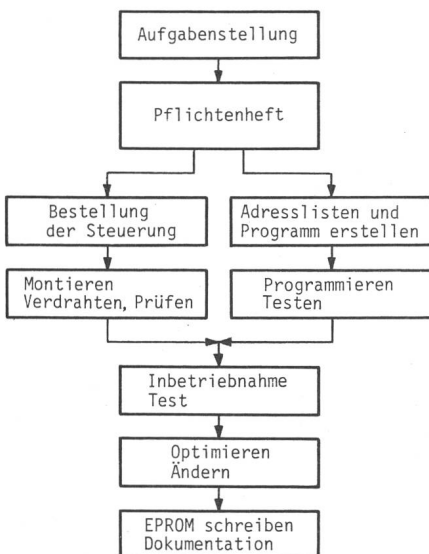 Aufgabenstellung
Pflichtenheft
Bestellung
der Steuerung
Adresslisten und
Programm erstellen
Montieren
Verdrahten, Prüfen
Programmieren
Testen
Inbetriebnahme
Test
Optimieren
Ändern
EPROM schreiben
Dokumentation